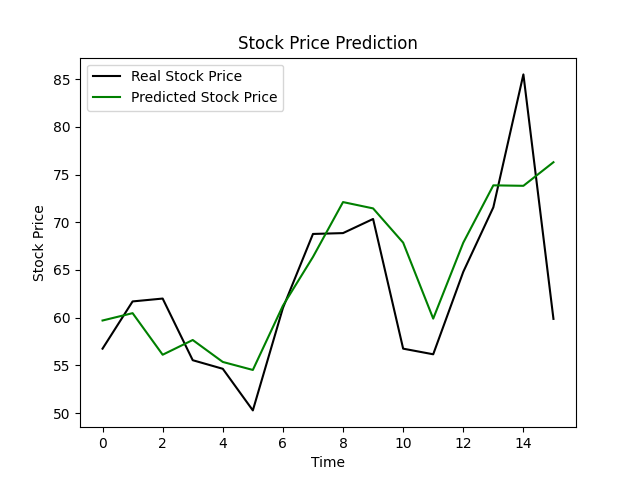 Stock Price Prediction
Real Stock Price
Predicted Stock Price
Stock Price
85
80
75
70
65
60
55
50
0 2 4 6 8 10 12 14
Time